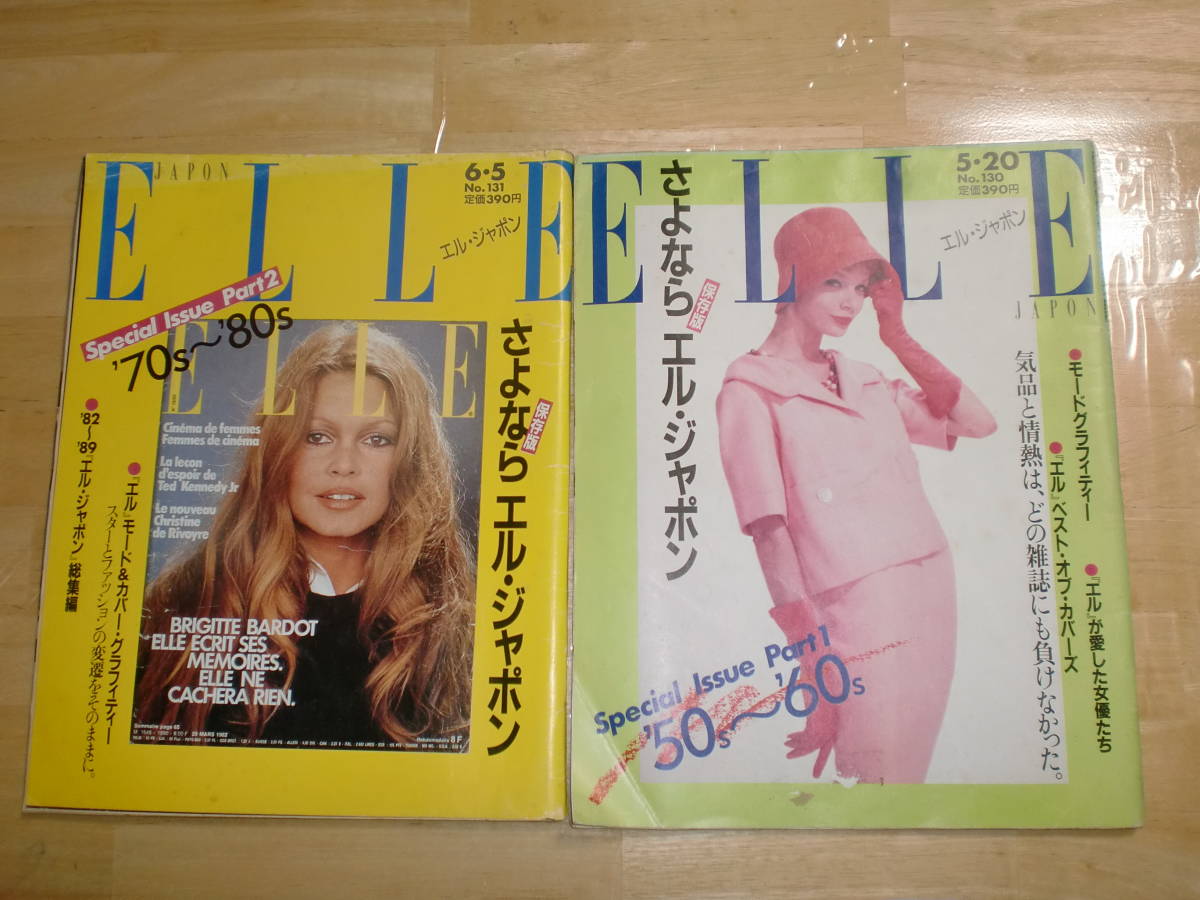 ELLE
JAPON
6・5
No.131
定価390円
エル・ジャポン
Special Issue Part2
'70s〜'80s
さよなら エル・ジャポン
保存版
●'82〜'89『エル・ジャポン』総集編
●『エル』モード&カバー・グラフィティー
スターとファッションの変遷をそのままに。
ELLE
Cinéma de femmes
Femmes de cinéma
La leçon
d'espoir de
Ted Kennedy Jr
Le nouveau
Christine
de Rivoyre
BRIGITTE BARDOT
ELLE ECRIT SES
MEMOIRES.
ELLE NE
CACHERA RIEN.
Sommaire page 65
29 MARS 1982
Hebdomadaire 8F
ELLE
JAPON
5・20
No.130
定価390円
エル・ジャポン
さよなら エル・ジャポン
保存版
●モードグラフィティー
●『エル』ベスト・オブ・カバーズ
●『エル』が愛した女優たち
気品と情熱は、どの雑誌にも負けなかった。
Special Issue Part1
'50s〜'60s